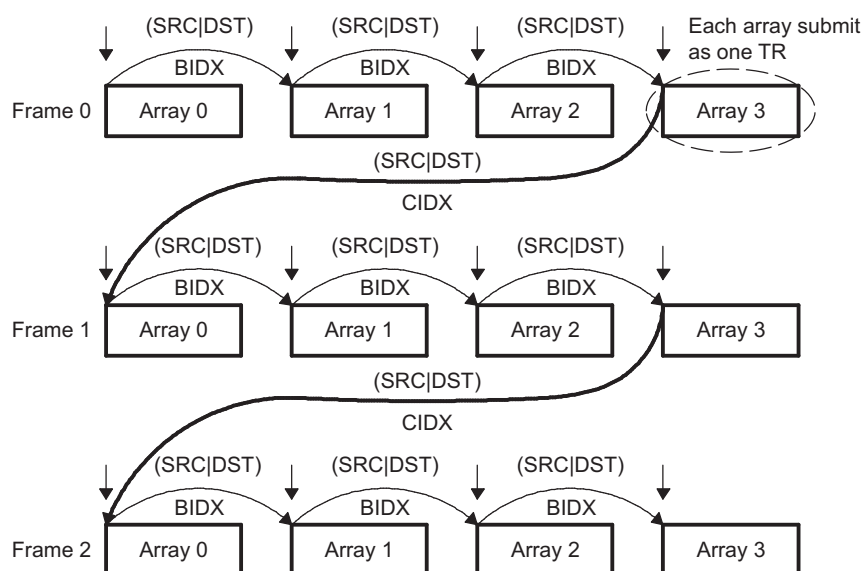 (SRC|DST) (SRC|DST) (SRC|DST) Each array submit
as one TR
BIDX BIDX BIDX
Frame 0 Array 0 Array 1 Array 2 Array 3
(SRC|DST)
CIDX
(SRC|DST) (SRC|DST) (SRC|DST)
BIDX BIDX BIDX
Frame 1 Array 0 Array 1 Array 2 Array 3
(SRC|DST)
CIDX
(SRC|DST) (SRC|DST) (SRC|DST)
BIDX BIDX BIDX
Frame 2 Array 0 Array 1 Array 2 Array 3